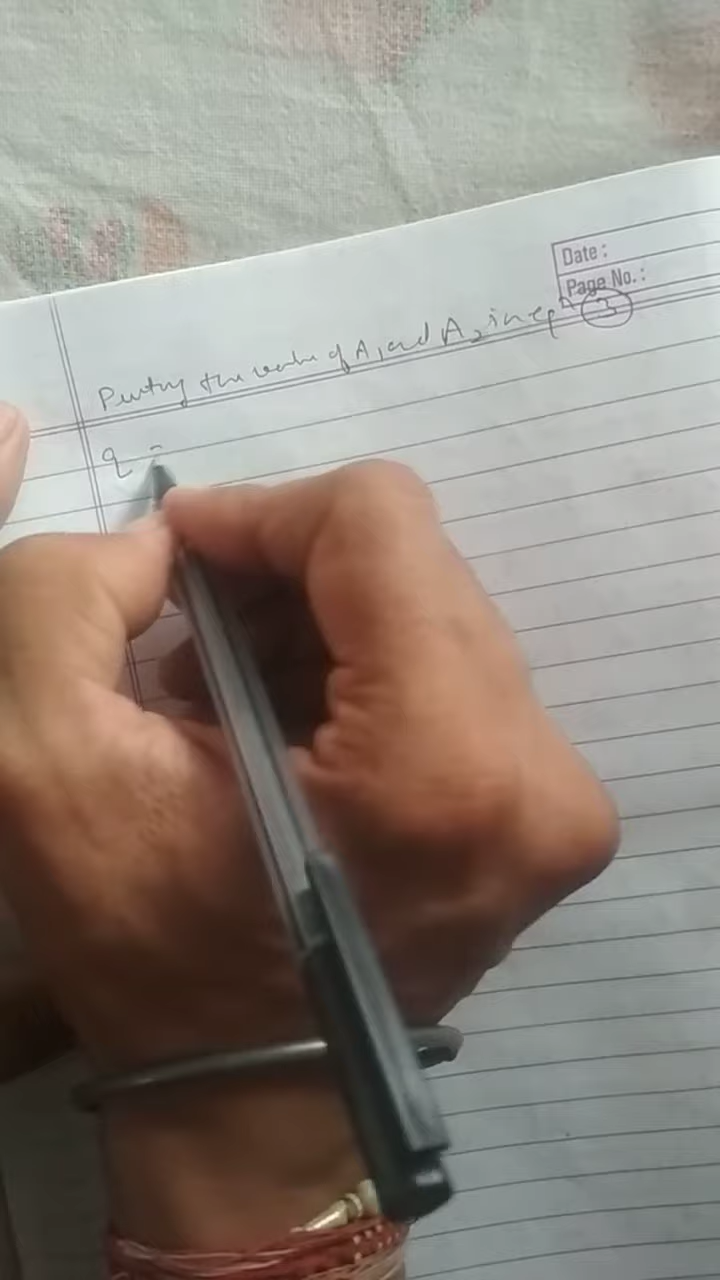 Date :
Page No. :
Putting the value of A₁ and A₂ in eqⁿ ③
q =